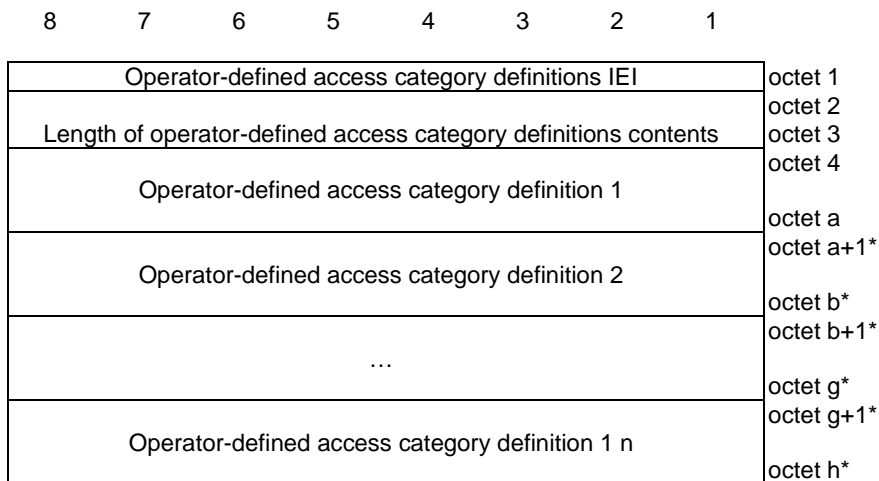 8 7 6 5 4 3 2 1
Operator-defined access category definitions IEI octet 1
octet 2
Length of operator-defined access category definitions contents octet 3
octet 4
Operator-defined access category definition 1
octet a
octet a+1*
Operator-defined access category definition 2
octet b*
octet b+1*
…
octet g*
octet g+1*
Operator-defined access category definition 1 n
octet h*